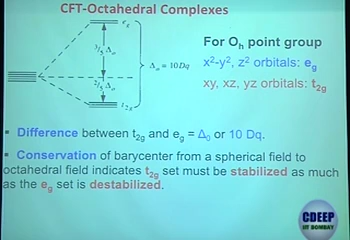 CFT-Octahedral Complexes
e g
3/5 Δo
Δo = 10Dq
2/5 Δo
t2g
For Oh point group
x2-y2, z2 orbitals: eg
xy, xz, yz orbitals: t2g
▪ Difference between t2g and eg = Δ0 or 10 Dq.
▪ Conservation of barycenter from a spherical field to
octahedral field indicates t2g set must be stabilized as much
as the eg set is destabilized.
CDEEP
IIT BOMBAY